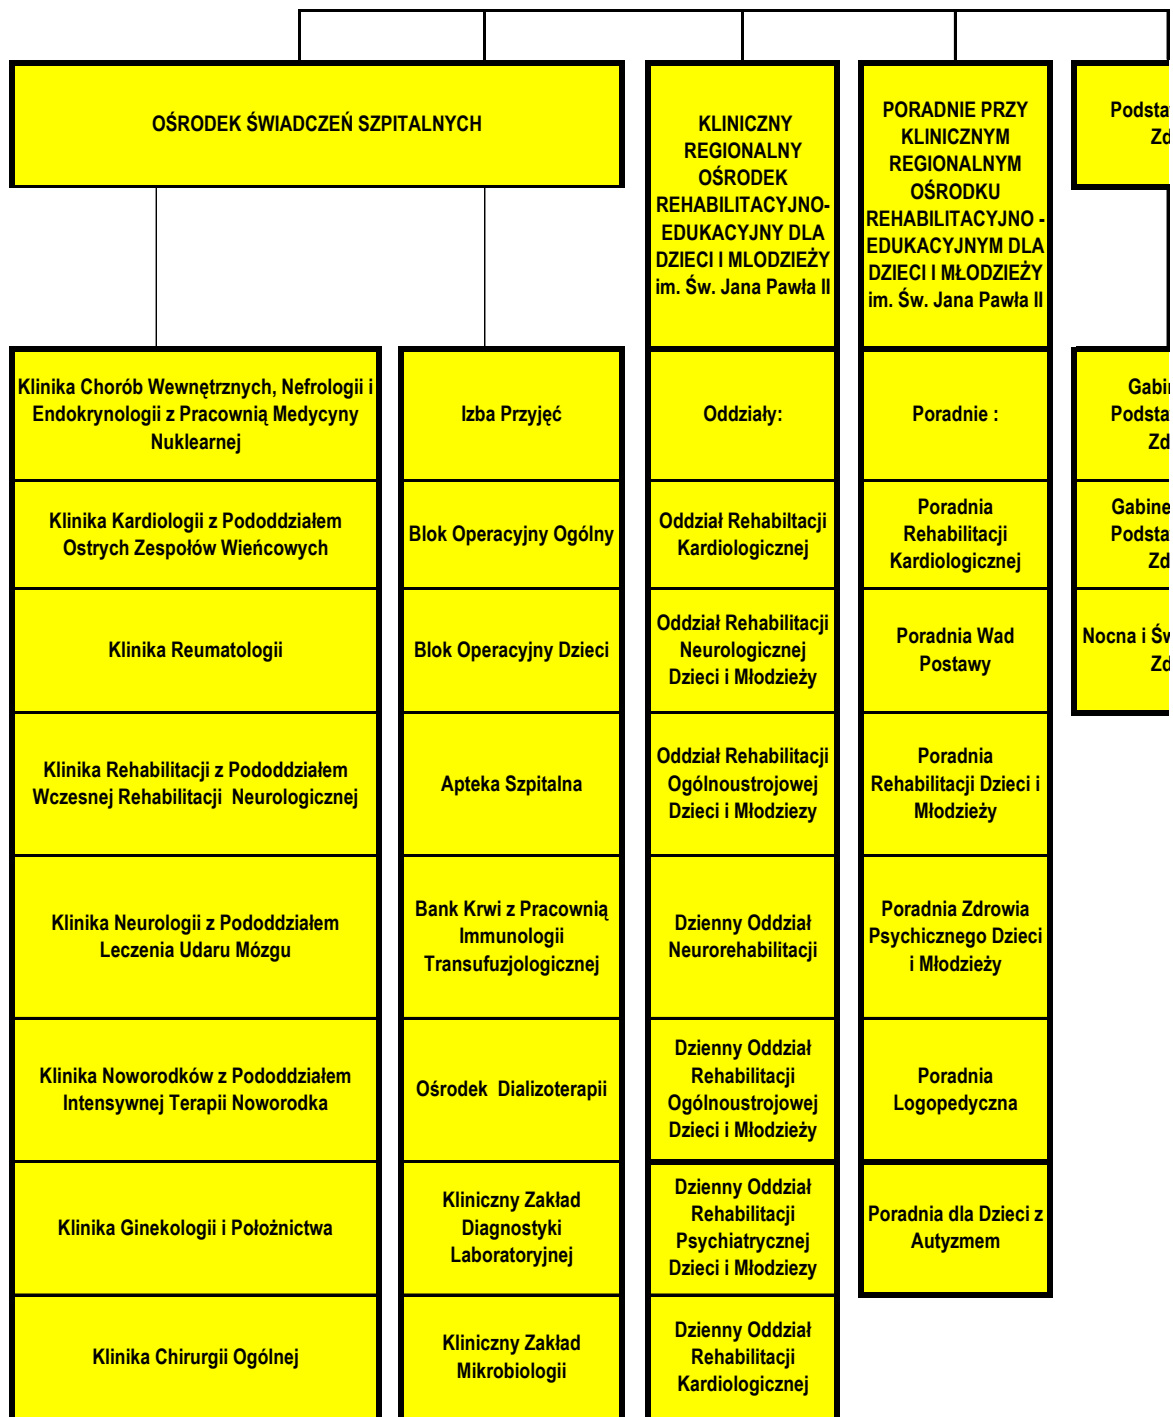 OŚRODEK ŚWIADCZEŃ SZPITALNYCH
KLINICZNY
REGIONALNY
OŚRODEK
REHABILITACYJNO-
EDUKACYJNY DLA
DZIECI I MLODZIEŻY
im. Św. Jana Pawła II
PORADNIE PRZY
KLINICZNYM
REGIONALNYM
OŚRODKU
REHABILITACYJNO -
EDUKACYJNYM DLA
DZIECI I MŁODZIEŻY
im. Św. Jana Pawła II
Klinika Chorób Wewnętrznych, Nefrologii i
Endokrynologii z Pracownią Medycyny
Nuklearnej
Klinika Kardiologii z Pododdziałem
Ostrych Zespołów Wieńcowych
Klinika Reumatologii
Klinika Rehabilitacji z Pododdziałem
Wczesnej Rehabilitacji Neurologicznej
Klinika Neurologii z Pododdziałem
Leczenia Udaru Mózgu
Klinika Noworodków z Pododdziałem
Intensywnej Terapii Noworodka
Klinika Ginekologii i Położnictwa
Klinika Chirurgii Ogólnej
Izba Przyjęć
Blok Operacyjny Ogólny
Blok Operacyjny Dzieci
Apteka Szpitalna
Bank Krwi z Pracownią
Immunologii
Transufuzjologicznej
Ośrodek Dializoterapii
Kliniczny Zakład
Diagnostyki
Laboratoryjnej
Kliniczny Zakład
Mikrobiologii
Oddziały:
Oddział Rehabiltacji
Kardiologicznej
Oddział Rehabilitacji
Neurologicznej
Dzieci i Młodzieży
Oddział Rehabilitacji
Ogólnoustrojowej
Dzieci i Młodziezy
Dzienny Oddział
Neurorehabilitacji
Dzienny Oddział
Rehabilitacji
Ogólnoustrojowej
Dzieci i Młodzieży
Dzienny Oddział
Rehabilitacji
Psychiatrycznej
Dzieci i Młodziezy
Dzienny Oddział
Rehabilitacji
Kardiologicznej
Poradnie :
Poradnia
Rehabilitacji
Kardiologicznej
Poradnia Wad
Postawy
Poradnia
Rehabilitacji Dzieci i
Młodzieży
Poradnia Zdrowia
Psychicznego Dzieci
i Młodzieży
Poradnia
Logopedyczna
Poradnia dla Dzieci z
Autyzmem
Nocna i